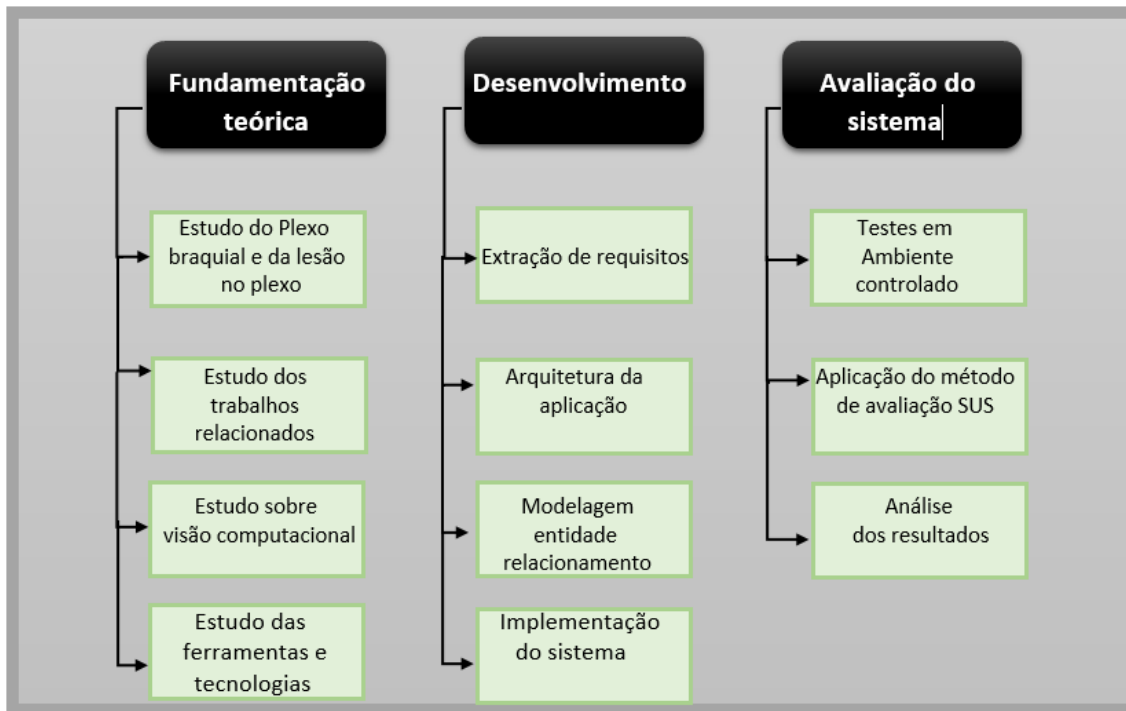 Fundamentação
teórica
Estudo do Plexo
braquial e da lesão
no plexo
Estudo dos
trabalhos
relacionados
Estudo sobre
visão computacional
Estudo das
ferramentas e
tecnologias
Desenvolvimento
Extração de requisitos
Arquitetura da
aplicação
Modelagem
entidade
relacionamento
Implementação
do sistema
Avaliação do
sistema
Testes em
Ambiente
controlado
Aplicação do método
de avaliação SUS
Análise
dos resultados